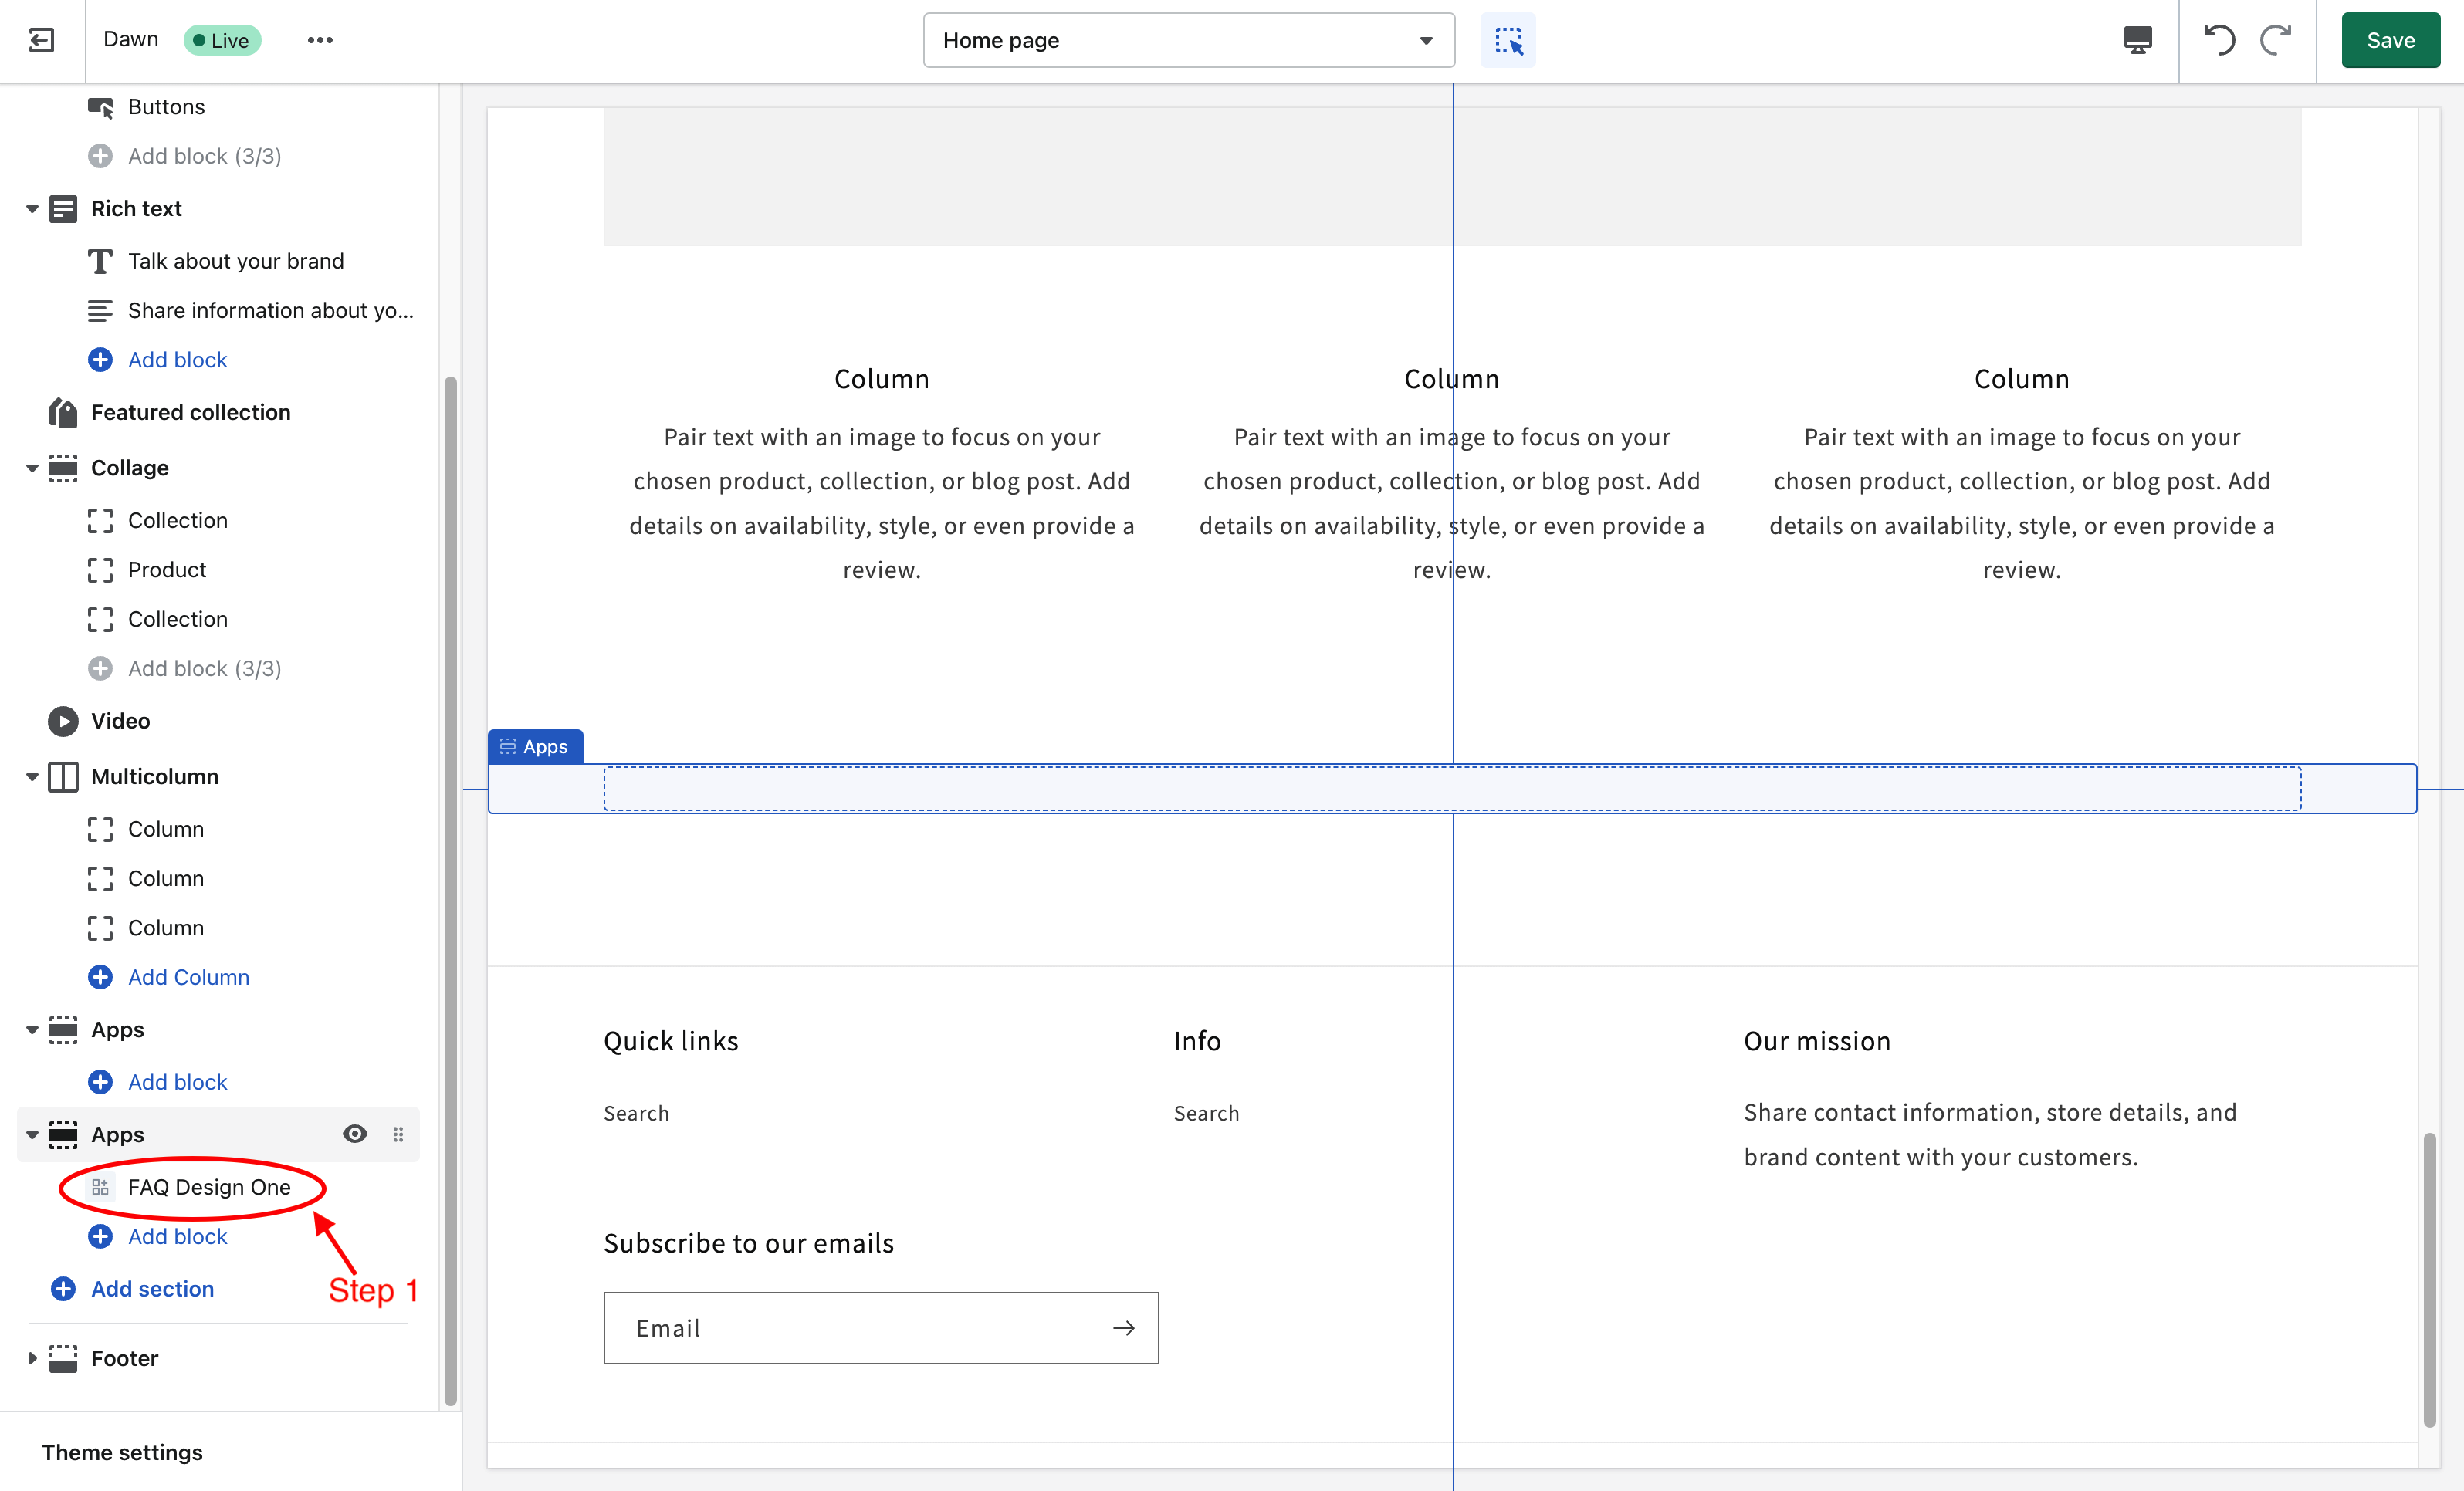 Dawn
Live
Home page
Save
Buttons
Add block (3/3)
Rich text
Talk about your brand
Share information about yo...
Add block
Featured collection
Collage
Collection
Product
Collection
Add block (3/3)
Video
Multicolumn
Column
Column
Column
Add Column
Apps
Add block
Apps
FAQ Design One
Add block
Step 1
Add section
Footer
Theme settings
Column
Pair text with an image to focus on your
chosen product, collection, or blog post. Add
details on availability, style, or even provide a
review.
Column
Pair text with an image to focus on your
chosen product, collection, or blog post. Add
details on availability, style, or even provide a
review.
Column
Pair text with an image to focus on your
chosen product, collection, or blog post. Add
details on availability, style, or even provide a
review.
Apps
Quick links
Search
Info
Search
Our mission
Share contact information, store details, and
brand content with your customers.
Subscribe to our emails
Email